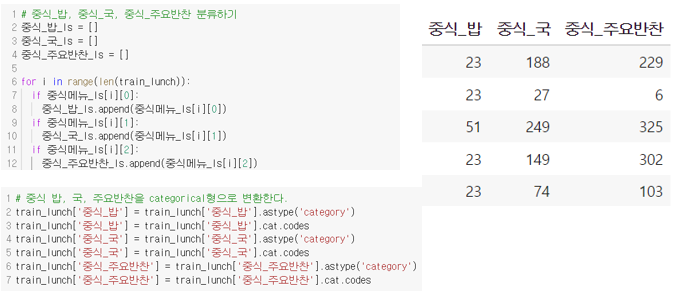 1 # 중식_밥, 중식_국, 중식_주요반찬 분류하기
2 중식_밥_ls = []
3 중식_국_ls = []
4 중식_주요반찬_ls = []
5
6 for i in range(len(train_lunch)):
7 if 중식메뉴_ls[i][0]:
8 중식_밥_ls.append(중식메뉴_ls[i][0])
9 if 중식메뉴_ls[i][1]:
10 중식_국_ls.append(중식메뉴_ls[i][1])
11 if 중식메뉴_ls[i][2]:
12 중식_주요반찬_ls.append(중식메뉴_ls[i][2])
1 # 중식 밥, 국, 주요반찬을 categorical형으로 변환한다.
2 train_lunch['중식_밥'] = train_lunch['중식_밥'].astype('category')
3 train_lunch['중식_밥'] = train_lunch['중식_밥'].cat.codes
4 train_lunch['중식_국'] = train_lunch['중식_국'].astype('category')
5 train_lunch['중식_국'] = train_lunch['중식_국'].cat.codes
6 train_lunch['중식_주요반찬'] = train_lunch['중식_주요반찬'].astype('category')
7 train_lunch['중식_주요반찬'] = train_lunch['중식_주요반찬'].cat.codes
중식_밥 중식_국 중식_주요반찬
23 188 229
23 27 6
51 249 325
23 149 302
23 74 103